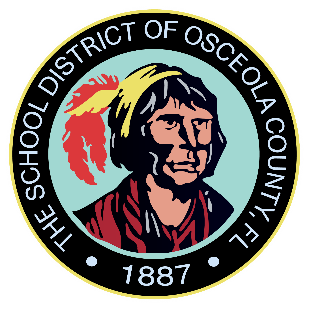 THE SCHOOL DISTRICT OF OSCEOLA COUNTY, FL
• 1887 •